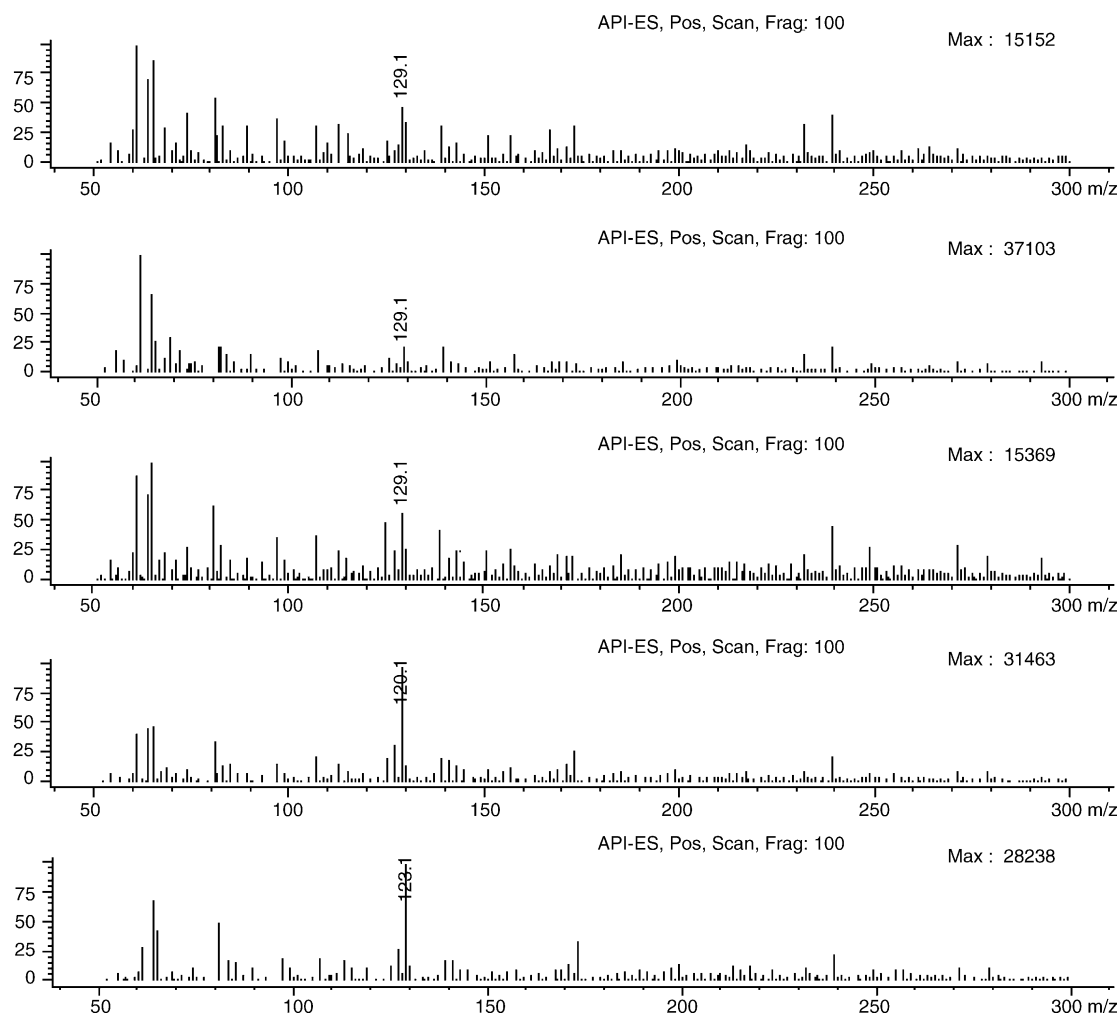 API-ES, Pos, Scan, Frag: 100
Max : 15152
129.1
75
50
25
0
50 100 150 200 250 300 m/z
API-ES, Pos, Scan, Frag: 100
Max : 37103
129.1
75
50
25
0
50 100 150 200 250 300 m/z
API-ES, Pos, Scan, Frag: 100
Max : 15369
129.1
75
50
25
0
50 100 150 200 250 300 m/z
API-ES, Pos, Scan, Frag: 100
Max : 31463
120.1
75
50
25
0
50 100 150 200 250 300 m/z
API-ES, Pos, Scan, Frag: 100
Max : 28238
123.1
75
50
25
0
50 100 150 200 250 300 m/z